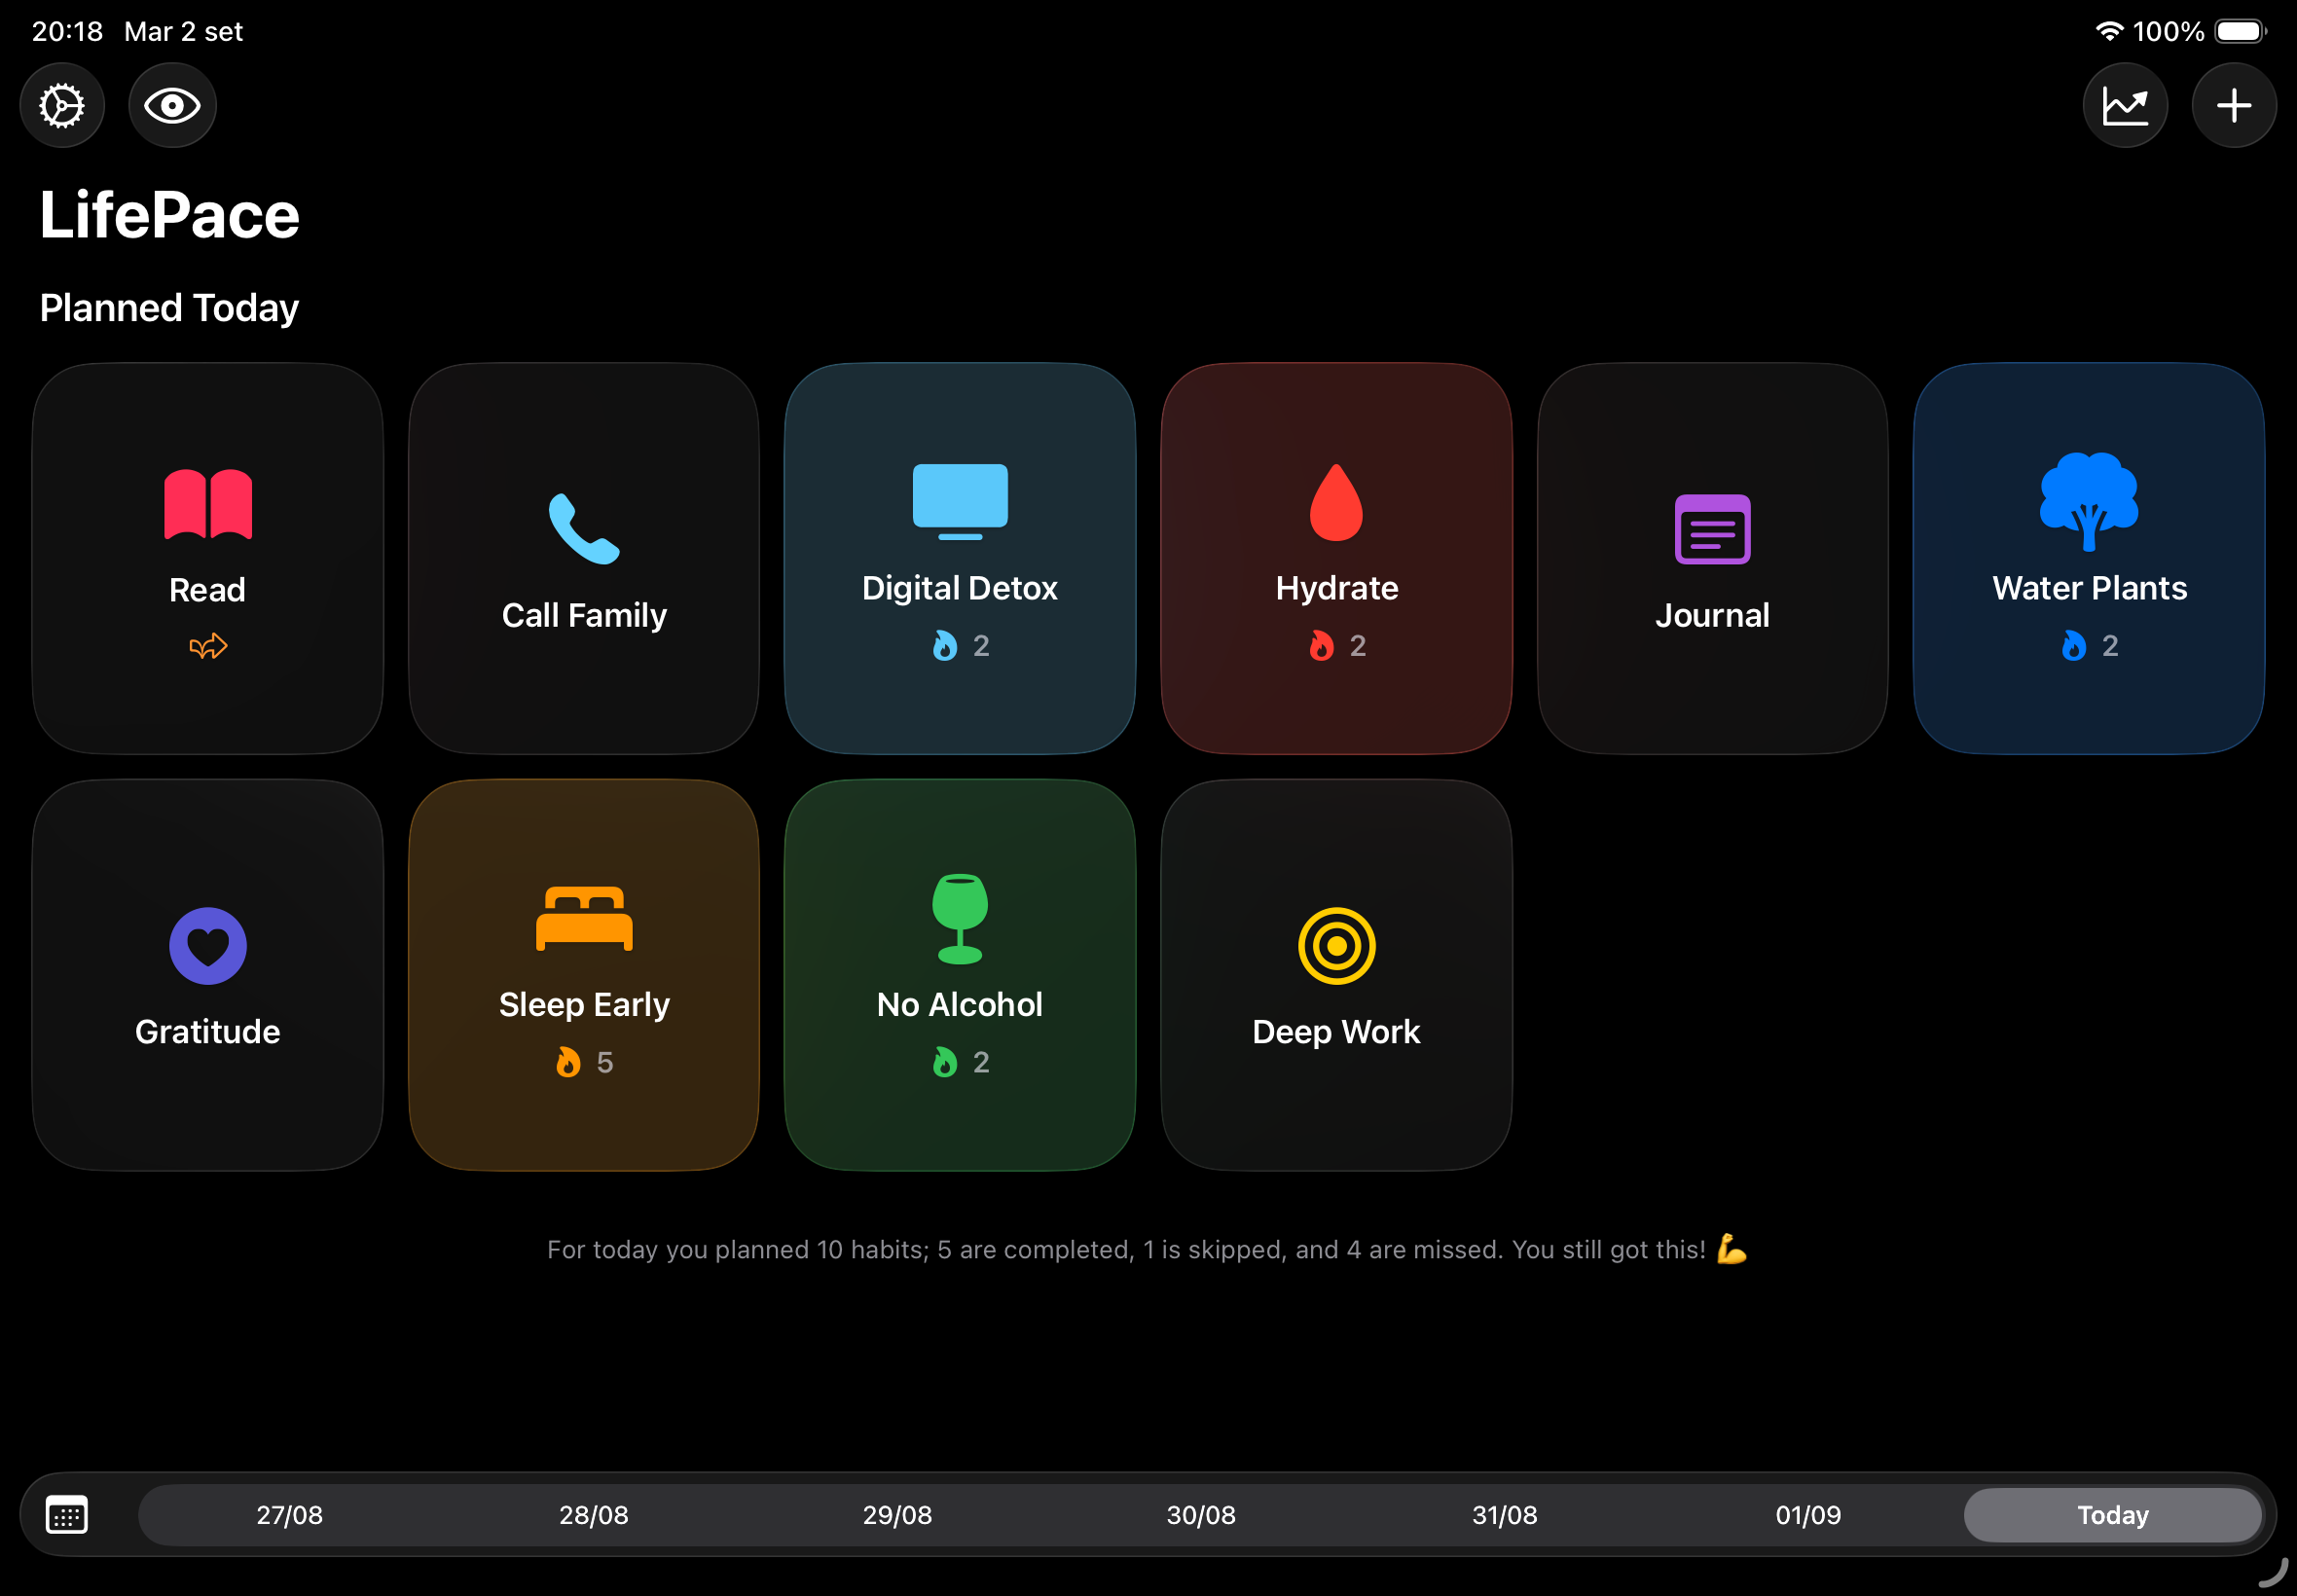 20:18 Mar 2 set 100%
LifePace
Planned Today
Read
Call Family
Digital Detox
2
Hydrate
2
Journal
Water Plants
2
Gratitude
Sleep Early
5
No Alcohol
2
Deep Work
For today you planned 10 habits; 5 are completed, 1 is skipped, and 4 are missed. You still got this! 💪
27/08 28/08 29/08 30/08 31/08 01/09 Today